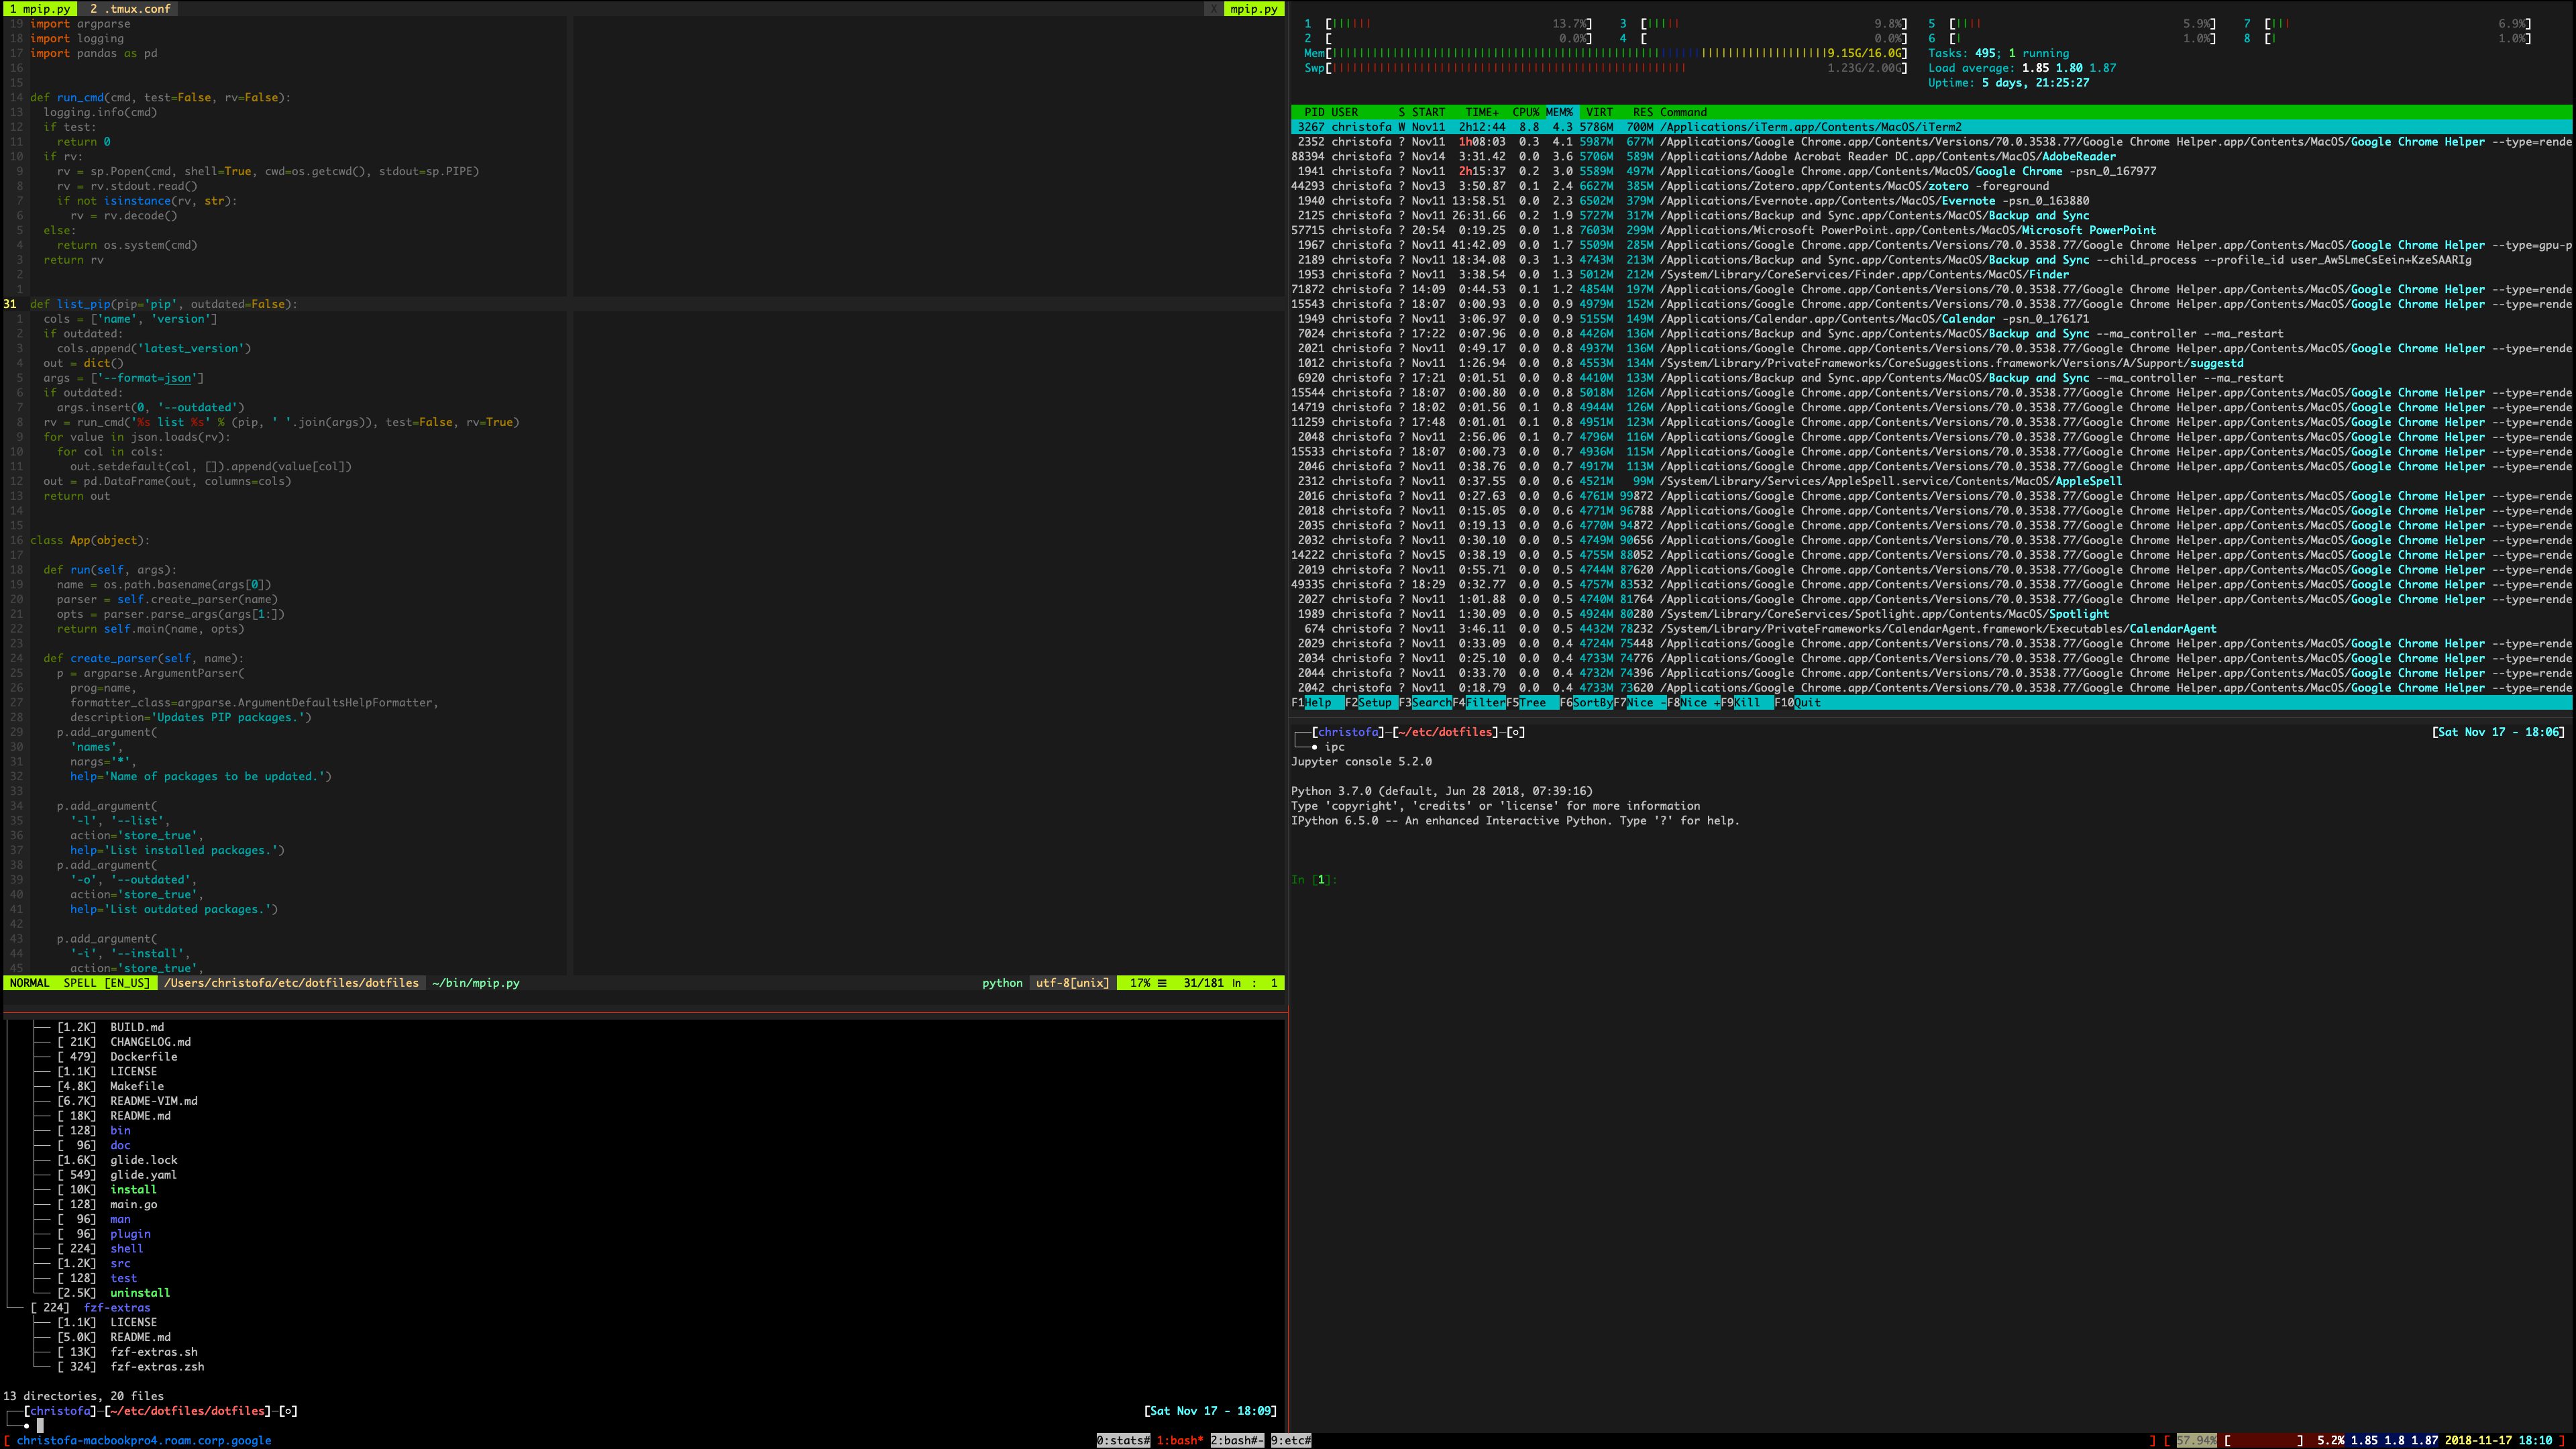 1 mpip.py  2 .tmux.conf  X  mpip.py
19 import argparse
18 import logging
17 import pandas as pd
16
15
14 def run_cmd(cmd, test=False, rv=False):
13   logging.info(cmd)
12   if test:
11     return 0
10   if rv:
9     rv = sp.Popen(cmd, shell=True, cwd=os.getcwd(), stdout=sp.PIPE)
8     rv = rv.stdout.read()
7     if not isinstance(rv, str):
6       rv = rv.decode()
5   else:
4     return os.system(cmd)
3   return rv
2
1
31 def list_pip(pip='pip', outdated=False):
1   cols = ['name', 'version']
2   if outdated:
3     cols.append('latest_version')
4   out = dict()
5   args = ['--format=json']
6   if outdated:
7     args.insert(0, '--outdated')
8   rv = run_cmd('%s list %s' % (pip, ' '.join(args)), test=False, rv=True)
9   for value in json.loads(rv):
10     for col in cols:
11       out.setdefault(col, []).append(value[col])
12   out = pd.DataFrame(out, columns=cols)
13   return out
14
15
16 class App(object):
17
18   def run(self, args):
19     name = os.path.basename(args[0])
20     parser = self.create_parser(name)
21     opts = parser.parse_args(args[1:])
22     return self.main(name, opts)
23
24   def create_parser(self, name):
25     p = argparse.ArgumentParser(
26       prog=name,
27       formatter_class=argparse.ArgumentDefaultsHelpFormatter,
28       description='Updates PIP packages.')
29     p.add_argument(
30       'names',
31       nargs='*',
32       help='Name of packages to be updated.')
33
34     p.add_argument(
35       '-l', '--list',
36       action='store_true',
37       help='List installed packages.')
38     p.add_argument(
39       '-o', '--outdated',
40       action='store_true',
41       help='List outdated packages.')
42
43     p.add_argument(
44       '-i', '--install',
45       action='store_true',
NORMAL  SPELL [EN_US]  /Users/christofa/etc/dotfiles/dotfiles  ~/bin/mpip.py  python  utf-8[unix]  17% ☰  31/181 ln :  1
├── [1.2K]  BUILD.md
├── [ 21K]  CHANGELOG.md
├── [ 479]  Dockerfile
├── [1.1K]  LICENSE
├── [4.8K]  Makefile
├── [6.7K]  README-VIM.md
├── [ 18K]  README.md
├── [ 128]  bin
├── [  96]  doc
├── [1.6K]  glide.lock
├── [ 549]  glide.yaml
├── [ 10K]  install
├── [ 128]  main.go
├── [  96]  man
├── [  96]  plugin
├── [ 224]  shell
├── [1.2K]  src
├── [ 128]  test
└── [2.5K]  uninstall
└── [ 224]  fzf-extras
├── [1.1K]  LICENSE
├── [5.0K]  README.md
├── [ 13K]  fzf-extras.sh
└── [ 324]  fzf-extras.zsh
13 directories, 20 files
[christofa]-[~/etc/dotfiles/dotfiles]-[o]  [Sat Nov 17 - 18:09]
1 [|||||| 13.7%]  3 [||||| 9.8%]  5 [|||| 5.9%]  7 [||| 6.9%]
2 [ 0.0%]  4 [ 0.0%]  6 [| 1.0%]  8 [| 1.0%]
Mem[ 9.15G/16.0G]  Tasks: 495; 1 running
Swp[ 1.23G/2.00G]  Load average: 1.85 1.80 1.87
Uptime: 5 days, 21:25:27
PID USER  S START  TIME+  CPU% MEM%  VIRT  RES Command
3267 christofa W Nov11 2h12:44 8.8 4.3 5786M 700M /Applications/iTerm.app/Contents/MacOS/iTerm2
2352 christofa ? Nov11 1h08:03 0.3 4.1 5987M 677M /Applications/Google Chrome.app/Contents/Versions/70.0.3538.77/Google Chrome Helper.app/Contents/MacOS/Google Chrome Helper --type=rende
88394 christofa ? Nov14 3:31.42 0.0 3.6 5706M 589M /Applications/Adobe Acrobat Reader DC.app/Contents/MacOS/AdobeReader
1941 christofa ? Nov11 2h15:37 0.2 3.0 5589M 497M /Applications/Google Chrome.app/Contents/MacOS/Google Chrome -psn_0_167977
44293 christofa ? Nov13 3:50.87 0.1 2.4 6627M 385M /Applications/Zotero.app/Contents/MacOS/zotero -foreground
1940 christofa ? Nov11 13:58.51 0.0 2.3 6502M 379M /Applications/Evernote.app/Contents/MacOS/Evernote -psn_0_163880
2125 christofa ? Nov11 26:31.66 0.2 1.9 5727M 317M /Applications/Backup and Sync.app/Contents/MacOS/Backup and Sync
57715 christofa ? 20:54 0:19.25 0.0 1.8 7603M 299M /Applications/Microsoft PowerPoint.app/Contents/MacOS/Microsoft PowerPoint
1967 christofa ? Nov11 41:42.09 0.0 1.7 5509M 285M /Applications/Google Chrome.app/Contents/Versions/70.0.3538.77/Google Chrome Helper.app/Contents/MacOS/Google Chrome Helper --type=gpu-p
2189 christofa ? Nov11 18:34.08 0.3 1.3 4743M 213M /Applications/Backup and Sync.app/Contents/MacOS/Backup and Sync --child_process --profile_id user_Aw5LmeCsEein+KzeSAARIg
1953 christofa ? Nov11 3:38.54 0.0 1.3 5012M 212M /System/Library/CoreServices/Finder.app/Contents/MacOS/Finder
71872 christofa ? 14:09 0:44.53 0.1 1.2 4854M 197M /Applications/Google Chrome.app/Contents/Versions/70.0.3538.77/Google Chrome Helper.app/Contents/MacOS/Google Chrome Helper --type=rende
15543 christofa ? 18:07 0:00.93 0.0 0.9 4979M 152M /Applications/Google Chrome.app/Contents/Versions/70.0.3538.77/Google Chrome Helper.app/Contents/MacOS/Google Chrome Helper --type=rende
1949 christofa ? Nov11 3:06.97 0.0 0.9 5155M 149M /Applications/Calendar.app/Contents/MacOS/Calendar -psn_0_176171
7024 christofa ? 17:22 0:07.96 0.0 0.8 4426M 136M /Applications/Backup and Sync.app/Contents/MacOS/Backup and Sync --ma_controller --ma_restart
2021 christofa ? Nov11 0:49.17 0.0 0.8 4937M 136M /Applications/Google Chrome.app/Contents/Versions/70.0.3538.77/Google Chrome Helper.app/Contents/MacOS/Google Chrome Helper --type=rende
1012 christofa ? Nov11 1:26.94 0.0 0.8 4553M 134M /System/Library/PrivateFrameworks/CoreSuggestions.framework/Versions/A/Support/suggestd
6920 christofa ? 17:21 0:01.51 0.0 0.8 4410M 133M /Applications/Backup and Sync.app/Contents/MacOS/Backup and Sync --ma_controller --ma_restart
15544 christofa ? 18:07 0:00.80 0.0 0.8 5018M 126M /Applications/Google Chrome.app/Contents/Versions/70.0.3538.77/Google Chrome Helper.app/Contents/MacOS/Google Chrome Helper --type=rende
14719 christofa ? 18:02 0:01.56 0.1 0.8 4944M 126M /Applications/Google Chrome.app/Contents/Versions/70.0.3538.77/Google Chrome Helper.app/Contents/MacOS/Google Chrome Helper --type=rende
11259 christofa ? 17:48 0:01.01 0.1 0.8 4951M 123M /Applications/Google Chrome.app/Contents/Versions/70.0.3538.77/Google Chrome Helper.app/Contents/MacOS/Google Chrome Helper --type=rende
2048 christofa ? Nov11 2:56.06 0.1 0.7 4796M 116M /Applications/Google Chrome.app/Contents/Versions/70.0.3538.77/Google Chrome Helper.app/Contents/MacOS/Google Chrome Helper --type=rende
15533 christofa ? 18:07 0:00.73 0.0 0.7 4936M 115M /Applications/Google Chrome.app/Contents/Versions/70.0.3538.77/Google Chrome Helper.app/Contents/MacOS/Google Chrome Helper --type=rende
2046 christofa ? Nov11 0:38.76 0.0 0.7 4917M 113M /Applications/Google Chrome.app/Contents/Versions/70.0.3538.77/Google Chrome Helper.app/Contents/MacOS/Google Chrome Helper --type=rende
2312 christofa ? Nov11 0:37.55 0.0 0.6 4521M 99M /System/Library/Services/AppleSpell.service/Contents/MacOS/AppleSpell
2016 christofa ? Nov11 0:27.63 0.0 0.6 4761M 99872 /Applications/Google Chrome.app/Contents/Versions/70.0.3538.77/Google Chrome Helper.app/Contents/MacOS/Google Chrome Helper --type=rende
2018 christofa ? Nov11 0:15.05 0.0 0.6 4771M 96788 /Applications/Google Chrome.app/Contents/Versions/70.0.3538.77/Google Chrome Helper.app/Contents/MacOS/Google Chrome Helper --type=rende
2035 christofa ? Nov11 0:19.13 0.0 0.6 4770M 94872 /Applications/Google Chrome.app/Contents/Versions/70.0.3538.77/Google Chrome Helper.app/Contents/MacOS/Google Chrome Helper --type=rende
2032 christofa ? Nov11 0:30.10 0.0 0.5 4749M 90656 /Applications/Google Chrome.app/Contents/Versions/70.0.3538.77/Google Chrome Helper.app/Contents/MacOS/Google Chrome Helper --type=rende
14222 christofa ? Nov15 0:38.19 0.0 0.5 4755M 88052 /Applications/Google Chrome.app/Contents/Versions/70.0.3538.77/Google Chrome Helper.app/Contents/MacOS/Google Chrome Helper --type=rende
2019 christofa ? Nov11 0:55.71 0.0 0.5 4744M 87620 /Applications/Google Chrome.app/Contents/Versions/70.0.3538.77/Google Chrome Helper.app/Contents/MacOS/Google Chrome Helper --type=rende
49335 christofa ? 18:29 0:32.77 0.0 0.5 4757M 83532 /Applications/Google Chrome.app/Contents/Versions/70.0.3538.77/Google Chrome Helper.app/Contents/MacOS/Google Chrome Helper --type=rende
2027 christofa ? Nov11 1:01.88 0.0 0.5 4740M 81764 /Applications/Google Chrome.app/Contents/Versions/70.0.3538.77/Google Chrome Helper.app/Contents/MacOS/Google Chrome Helper --type=rende
1989 christofa ? Nov11 1:30.09 0.0 0.5 4924M 80280 /System/Library/CoreServices/Spotlight.app/Contents/MacOS/Spotlight
674 christofa ? Nov11 3:46.11 0.0 0.5 4432M 78232 /System/Library/PrivateFrameworks/CalendarAgent.framework/Executables/CalendarAgent
2029 christofa ? Nov11 0:33.09 0.0 0.4 4724M 75448 /Applications/Google Chrome.app/Contents/Versions/70.0.3538.77/Google Chrome Helper.app/Contents/MacOS/Google Chrome Helper --type=rende
2034 christofa ? Nov11 0:25.10 0.0 0.4 4733M 74776 /Applications/Google Chrome.app/Contents/Versions/70.0.3538.77/Google Chrome Helper.app/Contents/MacOS/Google Chrome Helper --type=rende
2044 christofa ? Nov11 0:33.70 0.0 0.4 4732M 74396 /Applications/Google Chrome.app/Contents/Versions/70.0.3538.77/Google Chrome Helper.app/Contents/MacOS/Google Chrome Helper --type=rende
2042 christofa ? Nov11 0:18.79 0.0 0.4 4733M 73620 /Applications/Google Chrome.app/Contents/Versions/70.0.3538.77/Google Chrome Helper.app/Contents/MacOS/Google Chrome Helper --type=rende
F1Help  F2Setup F3SearchF4FilterF5Tree  F6SortByF7Nice -F8Nice +F9Kill  F10Quit
[christofa]-[~/etc/dotfiles]-[o]  [Sat Nov 17 - 18:06]
ipc
Jupyter console 5.2.0
Python 3.7.0 (default, Jun 28 2018, 07:39:16)
Type 'copyright', 'credits' or 'license' for more information
IPython 6.5.0 -- An enhanced Interactive Python. Type '?' for help.
In [1]:
[ christofa-macbookpro4.roam.corp.google  0:stats# 1:bash* 2:bash#- 9:etc#  ] [ 57.94% [ ] 5.2% 1.85 1.8 1.87 2018-11-17 18:10 ]